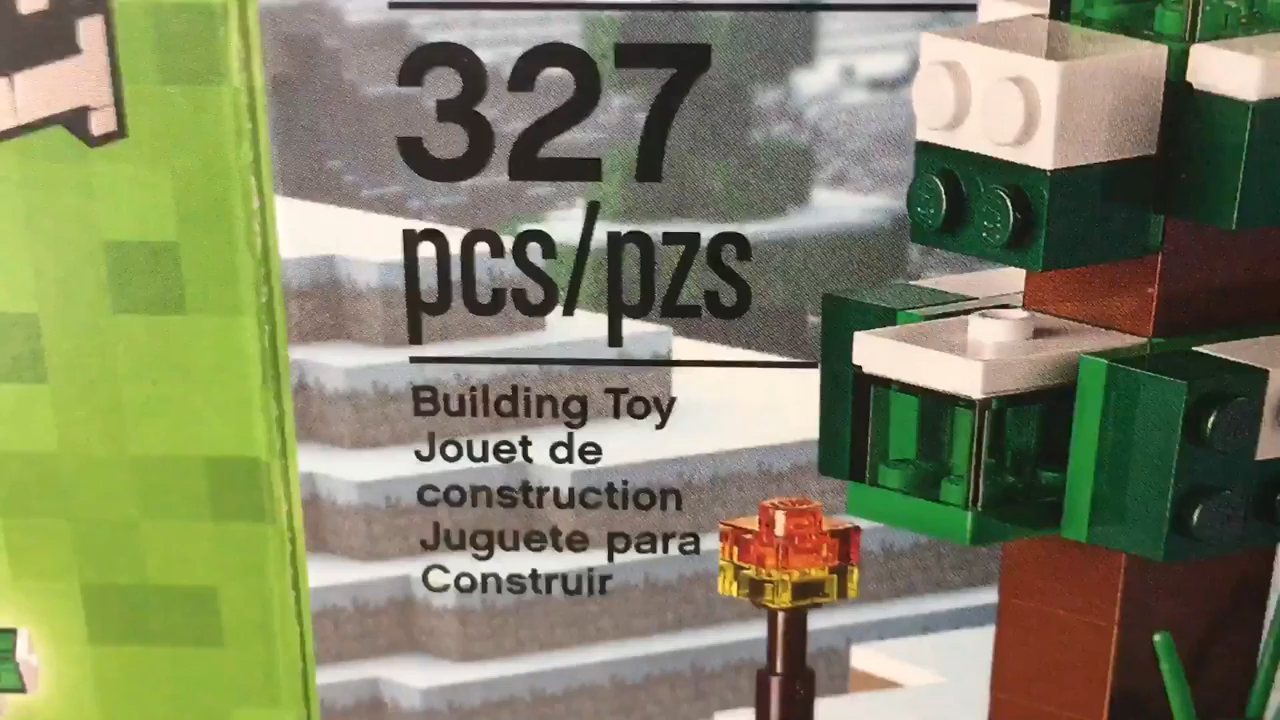 327
pcs/pzs
Building Toy
Jouet de
construction
Juguete para
Construir